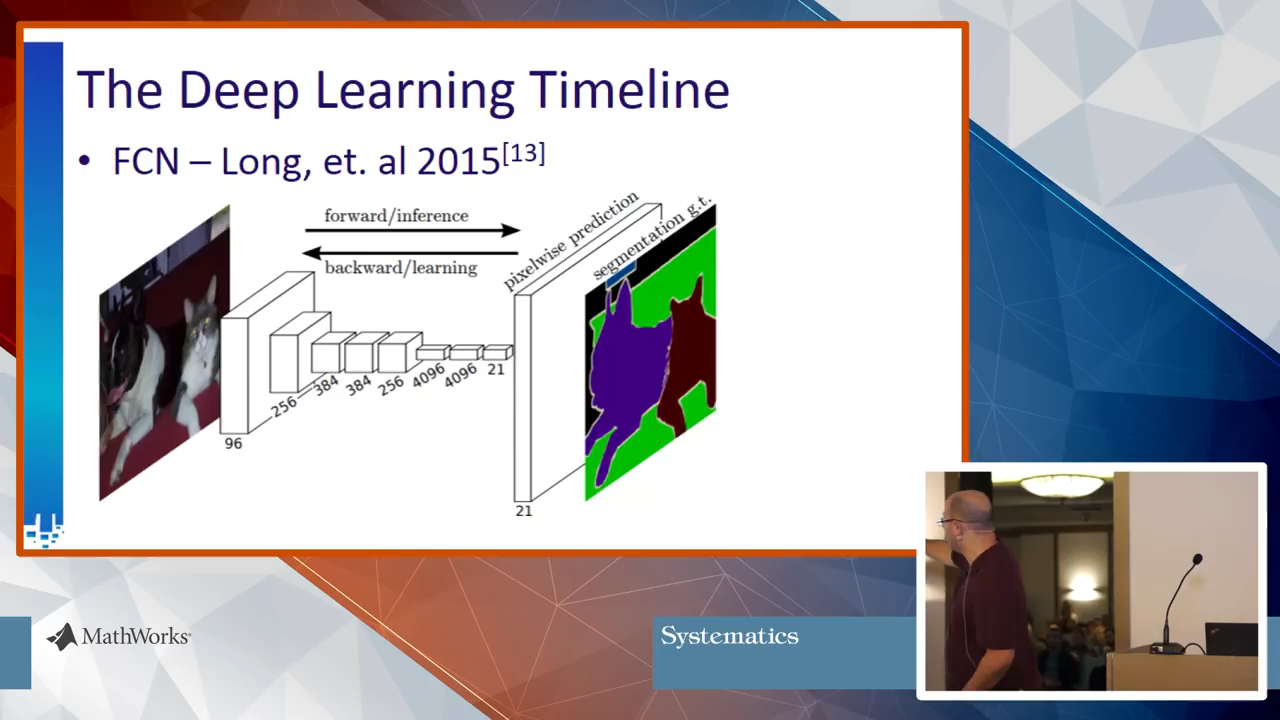 The Deep Learning Timeline
• FCN – Long, et. al 2015[13]
forward/inference
backward/learning
pixelwise prediction
segmentation g.t.
96
256
384
384
256
4096
4096
21
21
MathWorks
Systematics